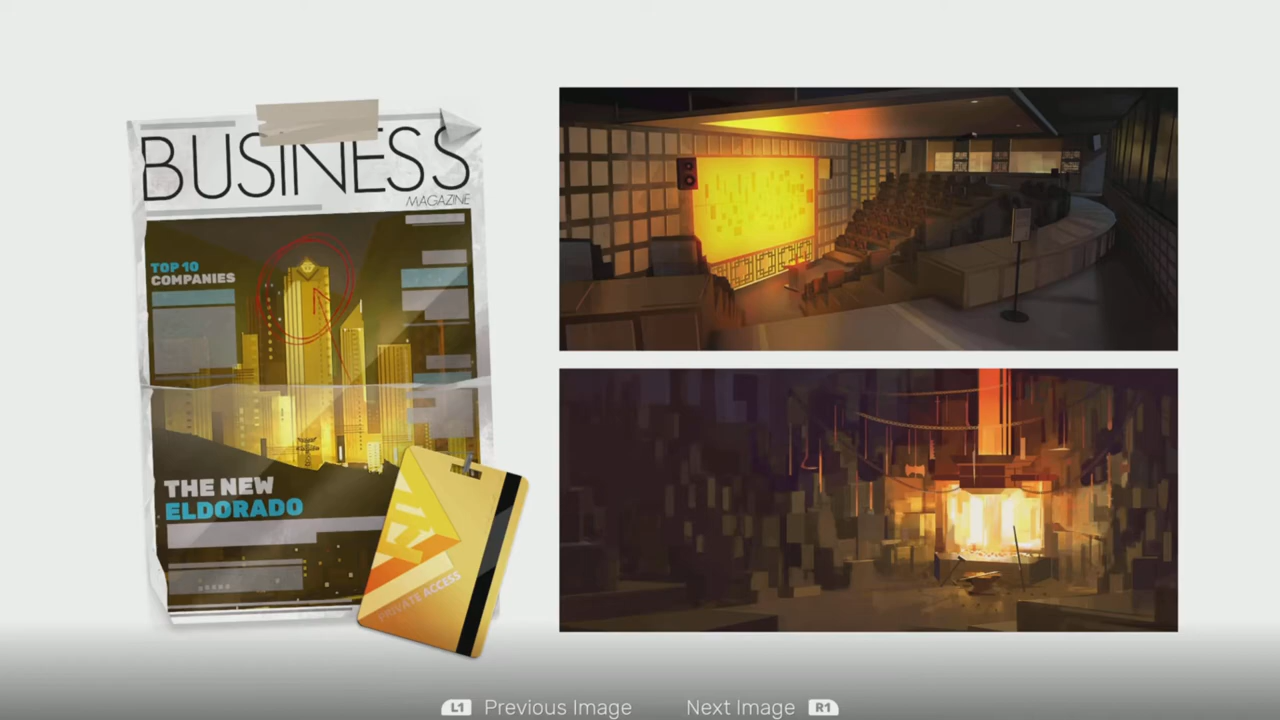 BUSINESS
MAGAZINE
TOP 10
COMPANIES
THE NEW
ELDORADO
PRIVATE ACCESS
L1 Previous Image Next Image R1